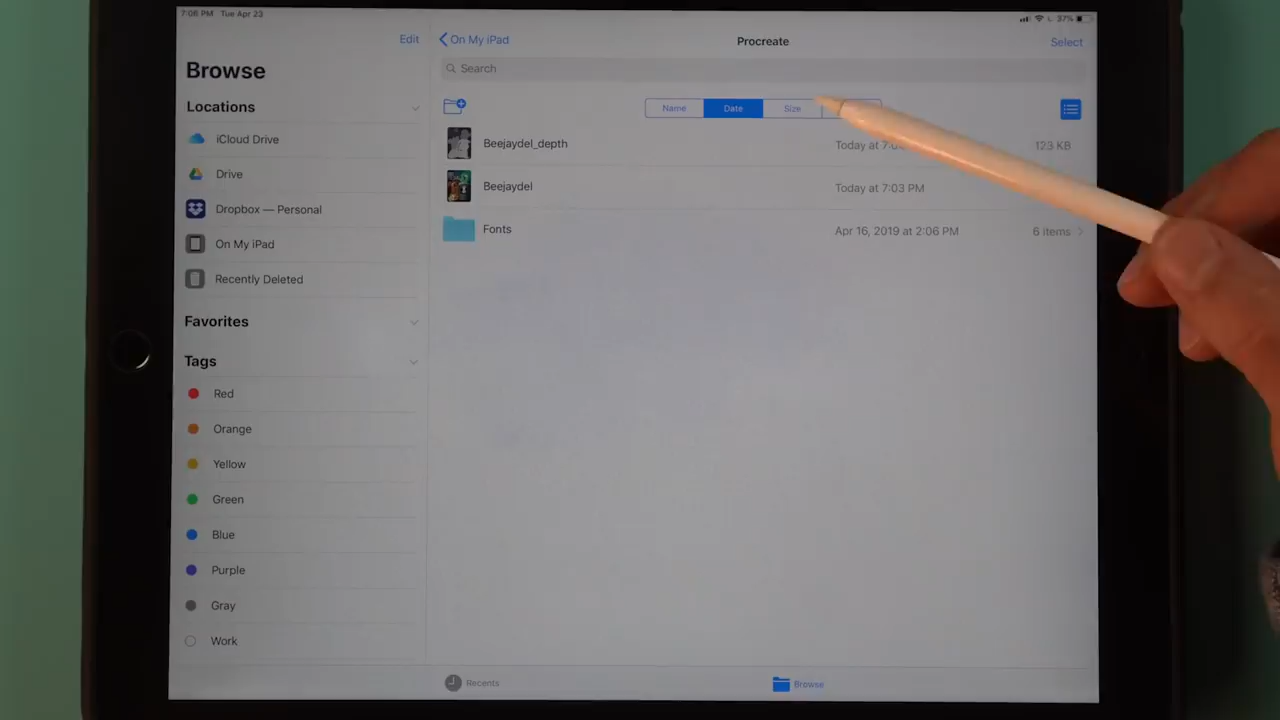 7:06 PM Tue Apr 23
37%
Edit
On My iPad
Procreate
Select
Browse
Search
Locations
Name
Date
Size
iCloud Drive
Beejaydel_depth
Today at 7:0
123 KB
Drive
Beejaydel
Today at 7:03 PM
Dropbox — Personal
Fonts
Apr 16, 2019 at 2:06 PM
6 items
On My iPad
Recently Deleted
Favorites
Tags
Red
Orange
Yellow
Green
Blue
Purple
Gray
Work
Recents
Browse